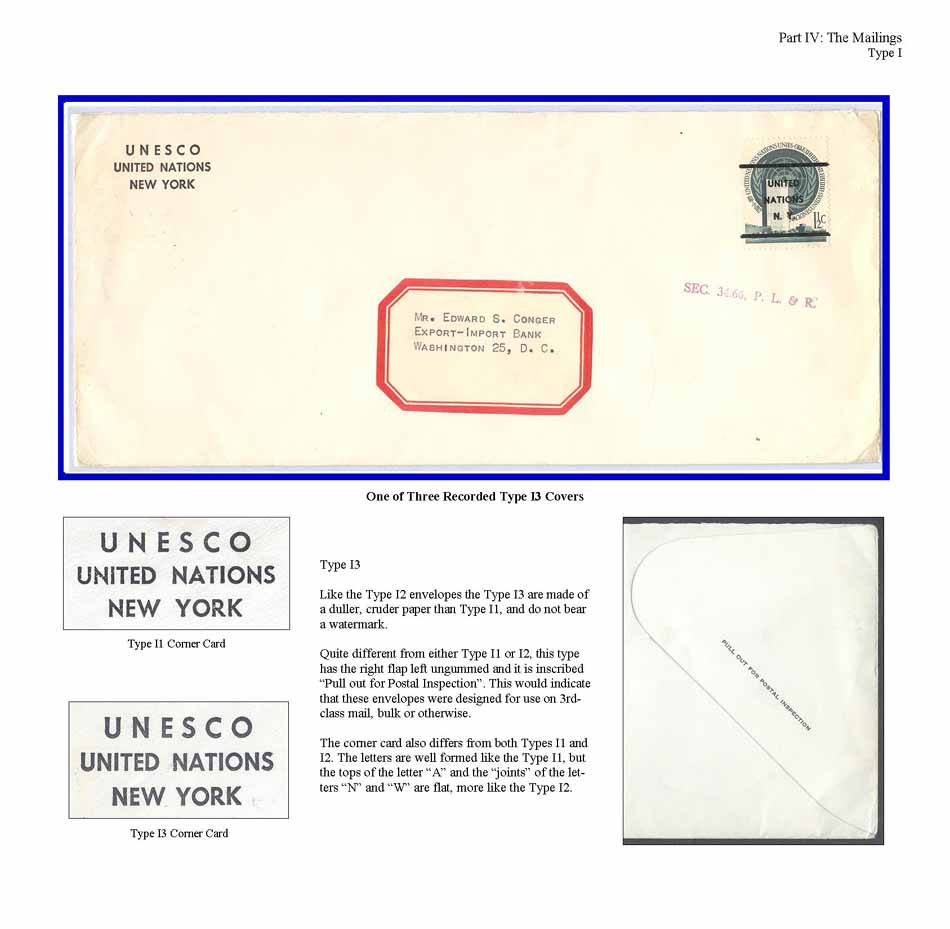 Part IV: The Mailings
Type I
UNESCO
UNITED NATIONS
NEW YORK
UNITED
NATIONS
N. Y.
1½c
SEC. 34.66, P. L. & R.
Mr. Edward S. Conger
Export-Import Bank
Washington 25, D. C.
One of Three Recorded Type I3 Covers
UNESCO
UNITED NATIONS
NEW YORK
Type I1 Corner Card
UNESCO
UNITED NATIONS
NEW YORK
Type I3 Corner Card
Type I3
Like the Type I2 envelopes the Type I3 are made of
a duller, cruder paper than Type I1, and do not bear
a watermark.
Quite different from either Type I1 or I2, this type
has the right flap left ungummed and it is inscribed
“Pull out for Postal Inspection”. This would indicate
that these envelopes were designed for use on 3rd-
class mail, bulk or otherwise.
The corner card also differs from both Types I1 and
I2. The letters are well formed like the Type I1, but
the tops of the letter “A” and the “joints” of the let-
ters “N” and “W” are flat, more like the Type I2.
PULL OUT FOR POSTAL INSPECTION